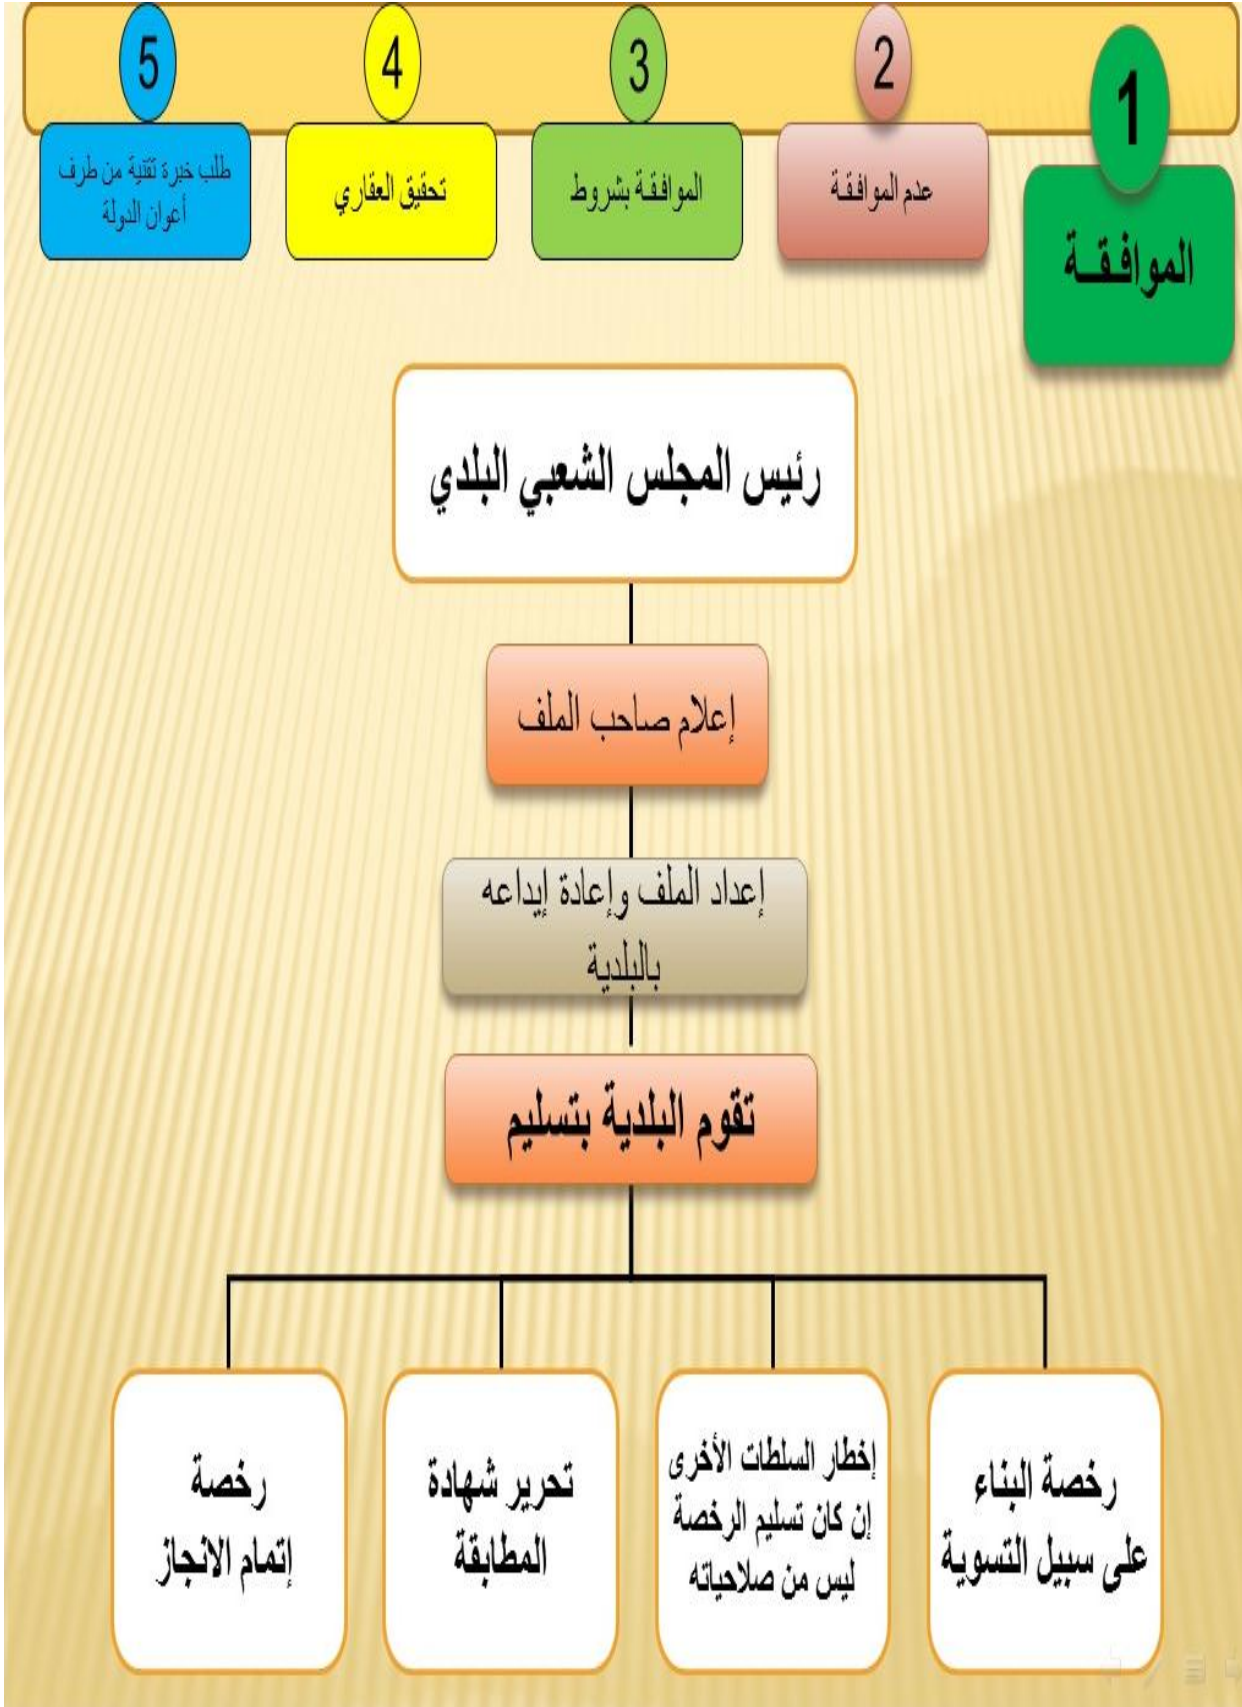 1
الموافقــة
2
عدم الموافقة
3
الموافقة بشروط
4
تحقيق العقاري
5
طلب خبرة تقنية من طرف
أعوان الدولة
رئيس المجلس الشعبي البلدي
إعلام صاحب الملف
إعداد الملف وإعادة إيداعه
بالبلدية
تقوم البلدية بتسليم
رخصة البناء
على سبيل التسوية
إخطار السلطات الأخرى
إن كان تسليم الرخصة
ليس من صلاحياته
تحرير شهادة
المطابقة
رخصة
إتمام الانجاز